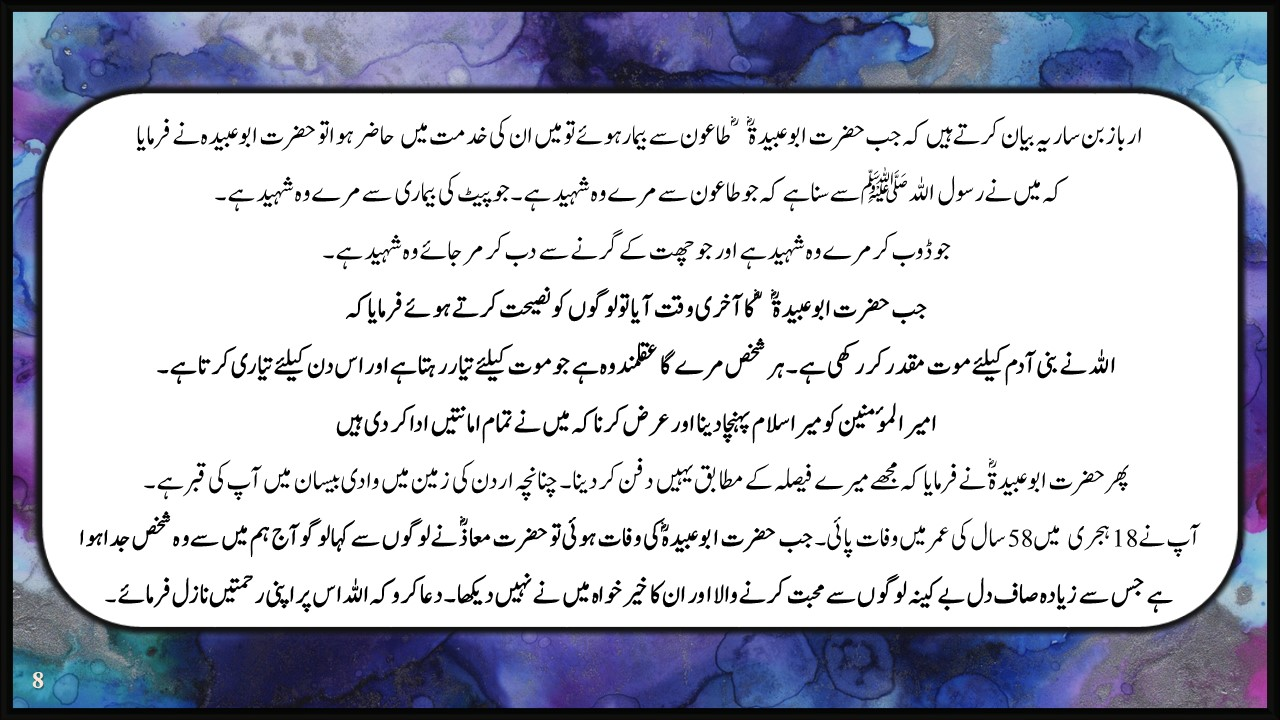 ارباز بن ساریہ بیان کرتے ہیں کہ جب حضرت ابو عبیدۃؓ ؓ طاعون سے بیمار ہوئے تو میں ان کی خدمت میں حاضر ہوا تو حضرت ابو عبیدہ نے فرمایا
کہ میں نے رسول اللہ ﷺ سے سنا ہے کہ جو طاعون سے مرے وہ شہید ہے۔ جو پیٹ کی بیماری سے مرے وہ شہید ہے۔
جو ڈوب کر مرے وہ شہید ہے اور جو چھت کے گرنے سے دب کر مر جائے وہ شہید ہے۔
جب حضرت ابو عبیدۃؓ ؓ کا آخری وقت آیا تو لوگوں کو نصیحت کرتے ہوئے فرمایا کہ
اللہ نے بنی آدم کیلئے موت مقدر کر رکھی ہے۔ ہر شخص مرے گا عقلمند وہ ہے جو موت کیلئے تیار رہتا ہے اور اس دن کیلئے تیاری کرتا ہے۔
امیر المؤمنین کو میرا سلام پہنچا دینا اور عرض کرنا کہ میں نے تمام امانتیں ادا کر دی ہیں
پھر حضرت ابو عبیدۃؓ نے فرمایا کہ مجھے میرے فیصلہ کے مطابق یہیں دفن کر دینا۔ چنانچہ اردن کی زمین میں وادی بیسان میں آپ کی قبر ہے۔
آپ نے 18 ہجری میں 58 سال کی عمر میں وفات پائی۔ جب حضرت ابو عبیدۃؓ کی وفات ہوئی تو حضرت معاذؓ نے لوگوں سے کہا لوگو آج ہم میں سے وہ شخص جدا ہوا
ہے جس سے زیادہ صاف دل بے کینہ لوگوں سے محبت کرنے والا اور ان کا خیر خواہ میں نے نہیں دیکھا۔ دعا کرو کہ اللہ اس پر اپنی رحمتیں نازل فرمائے۔
8